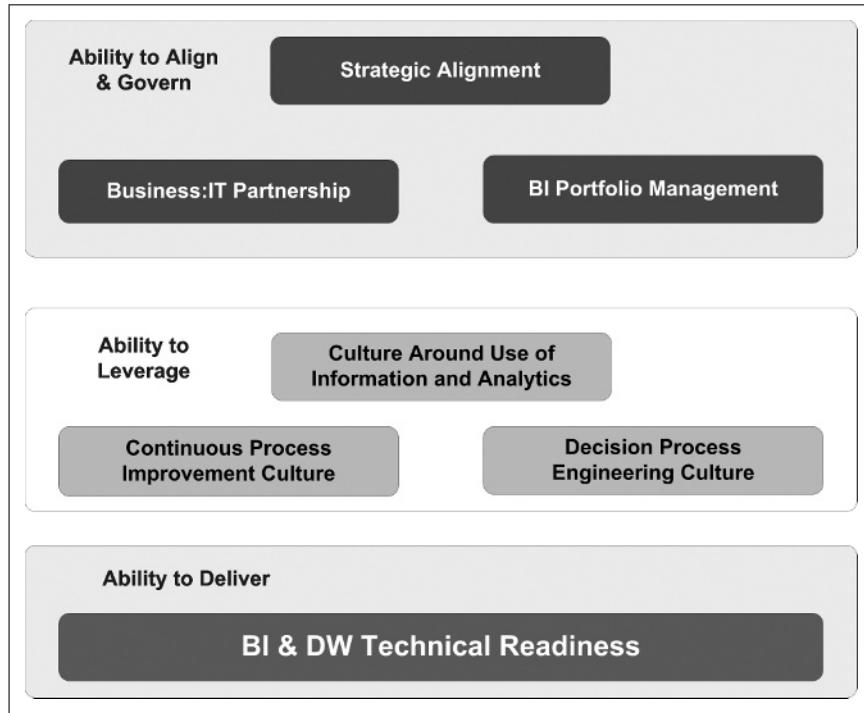 Ability to Align
& Govern
Strategic Alignment
Business:IT Partnership
BI Portfolio Management
Ability to
Leverage
Culture Around Use of
Information and Analytics
Continuous Process
Improvement Culture
Decision Process
Engineering Culture
Ability to Deliver
BI & DW Technical Readiness